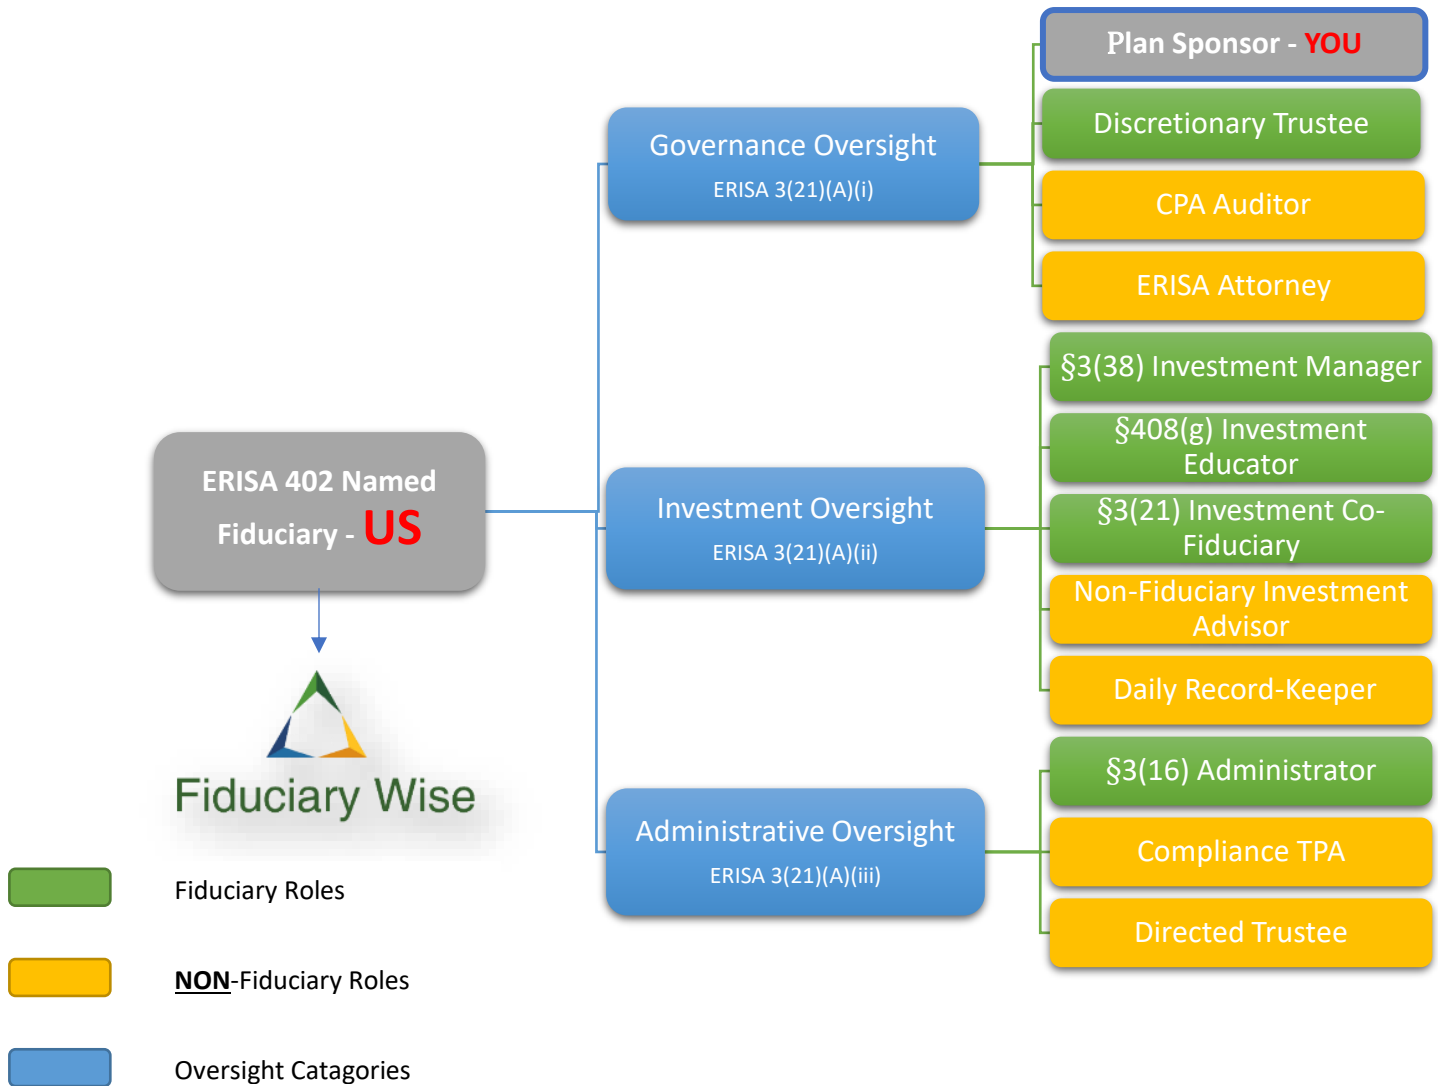 Plan Sponsor - YOU
Discretionary Trustee
CPA Auditor
ERISA Attorney
Governance Oversight
ERISA 3(21)(A)(i)
§3(38) Investment Manager
§408(g) Investment
Educator
§3(21) Investment Co-
Fiduciary
Non-Fiduciary Investment
Advisor
Daily Record-Keeper
Investment Oversight
ERISA 3(21)(A)(ii)
ERISA 402 Named
Fiduciary - US
Fiduciary Wise
§3(16) Administrator
Compliance TPA
Directed Trustee
Administrative Oversight
ERISA 3(21)(A)(iii)
Fiduciary Roles
NON-Fiduciary Roles
Oversight Catagories